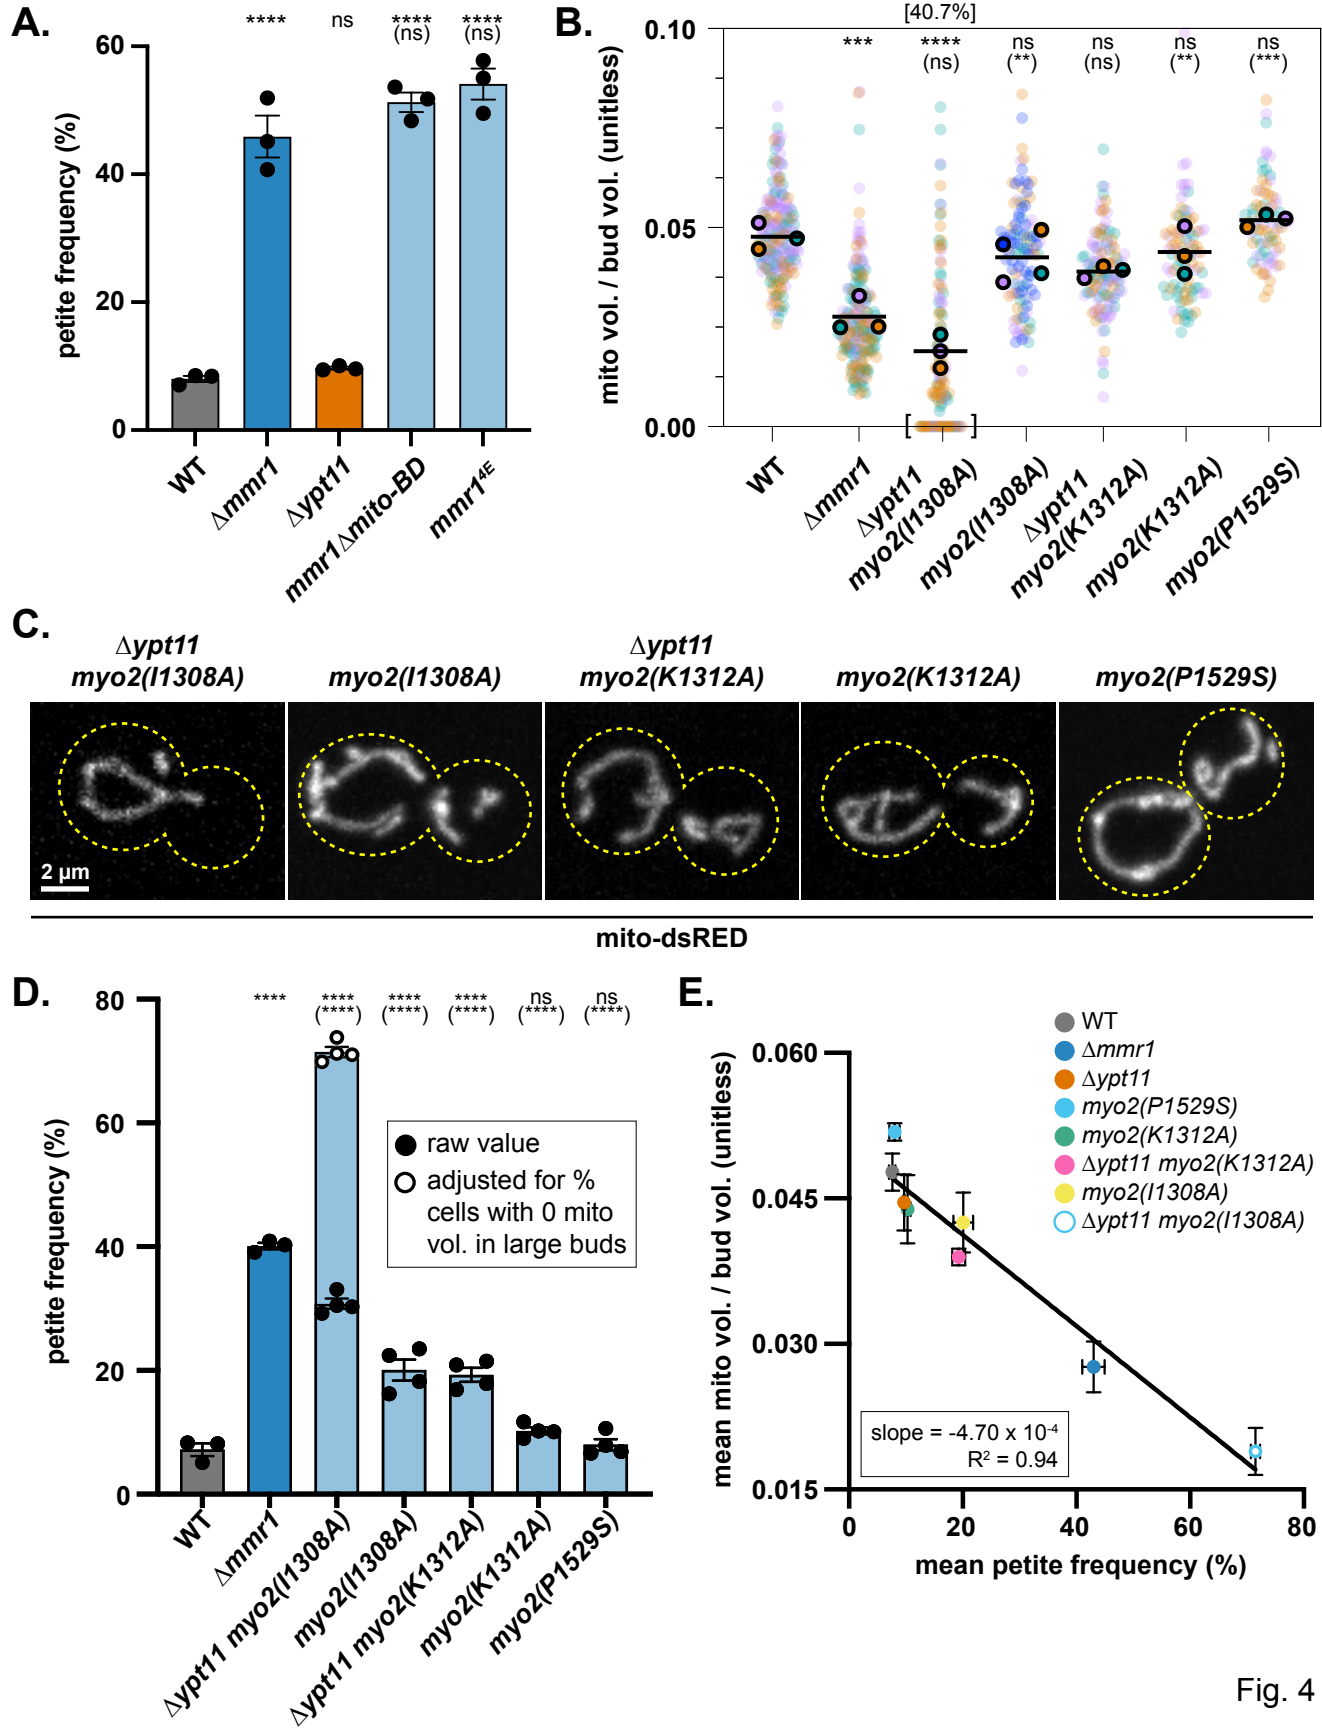 A.
****
ns
****
(ns)
****
(ns)
petite frequency (%)
60
40
20
0
WT
Δmmr1
Δypt11
mmr1Δmito-BD
mmr1⁴ᴱ
B.
[40.7%]
***
****
(ns)
ns
(**)
ns
(ns)
ns
(**)
ns
(***)
mito vol. / bud vol. (unitless)
0.10
0.05
0.00
[ ]
WT
Δmmr1
Δypt11
myo2(I1308A)
myo2(I1308A)
Δypt11
myo2(K1312A)
myo2(K1312A)
myo2(P1529S)
C.
Δypt11
myo2(I1308A)
myo2(I1308A)
Δypt11
myo2(K1312A)
myo2(K1312A)
myo2(P1529S)
2 µm
mito-dsRED
D.
****
****
(****)
****
(****)
****
(****)
ns
(****)
ns
(****)
petite frequency (%)
80
60
40
20
0
raw value
adjusted for %
cells with 0 mito
vol. in large buds
WT
Δmmr1
Δypt11 myo2(I1308A)
myo2(I1308A)
Δypt11 myo2(K1312A)
myo2(K1312A)
myo2(P1529S)
E.
WT
Δmmr1
Δypt11
myo2(P1529S)
myo2(K1312A)
Δypt11 myo2(K1312A)
myo2(I1308A)
Δypt11 myo2(I1308A)
mean mito vol. / bud vol. (unitless)
0.060
0.045
0.030
0.015
slope = -4.70 x 10⁻⁴
R² = 0.94
0
20
40
60
80
mean petite frequency (%)
Fig. 4